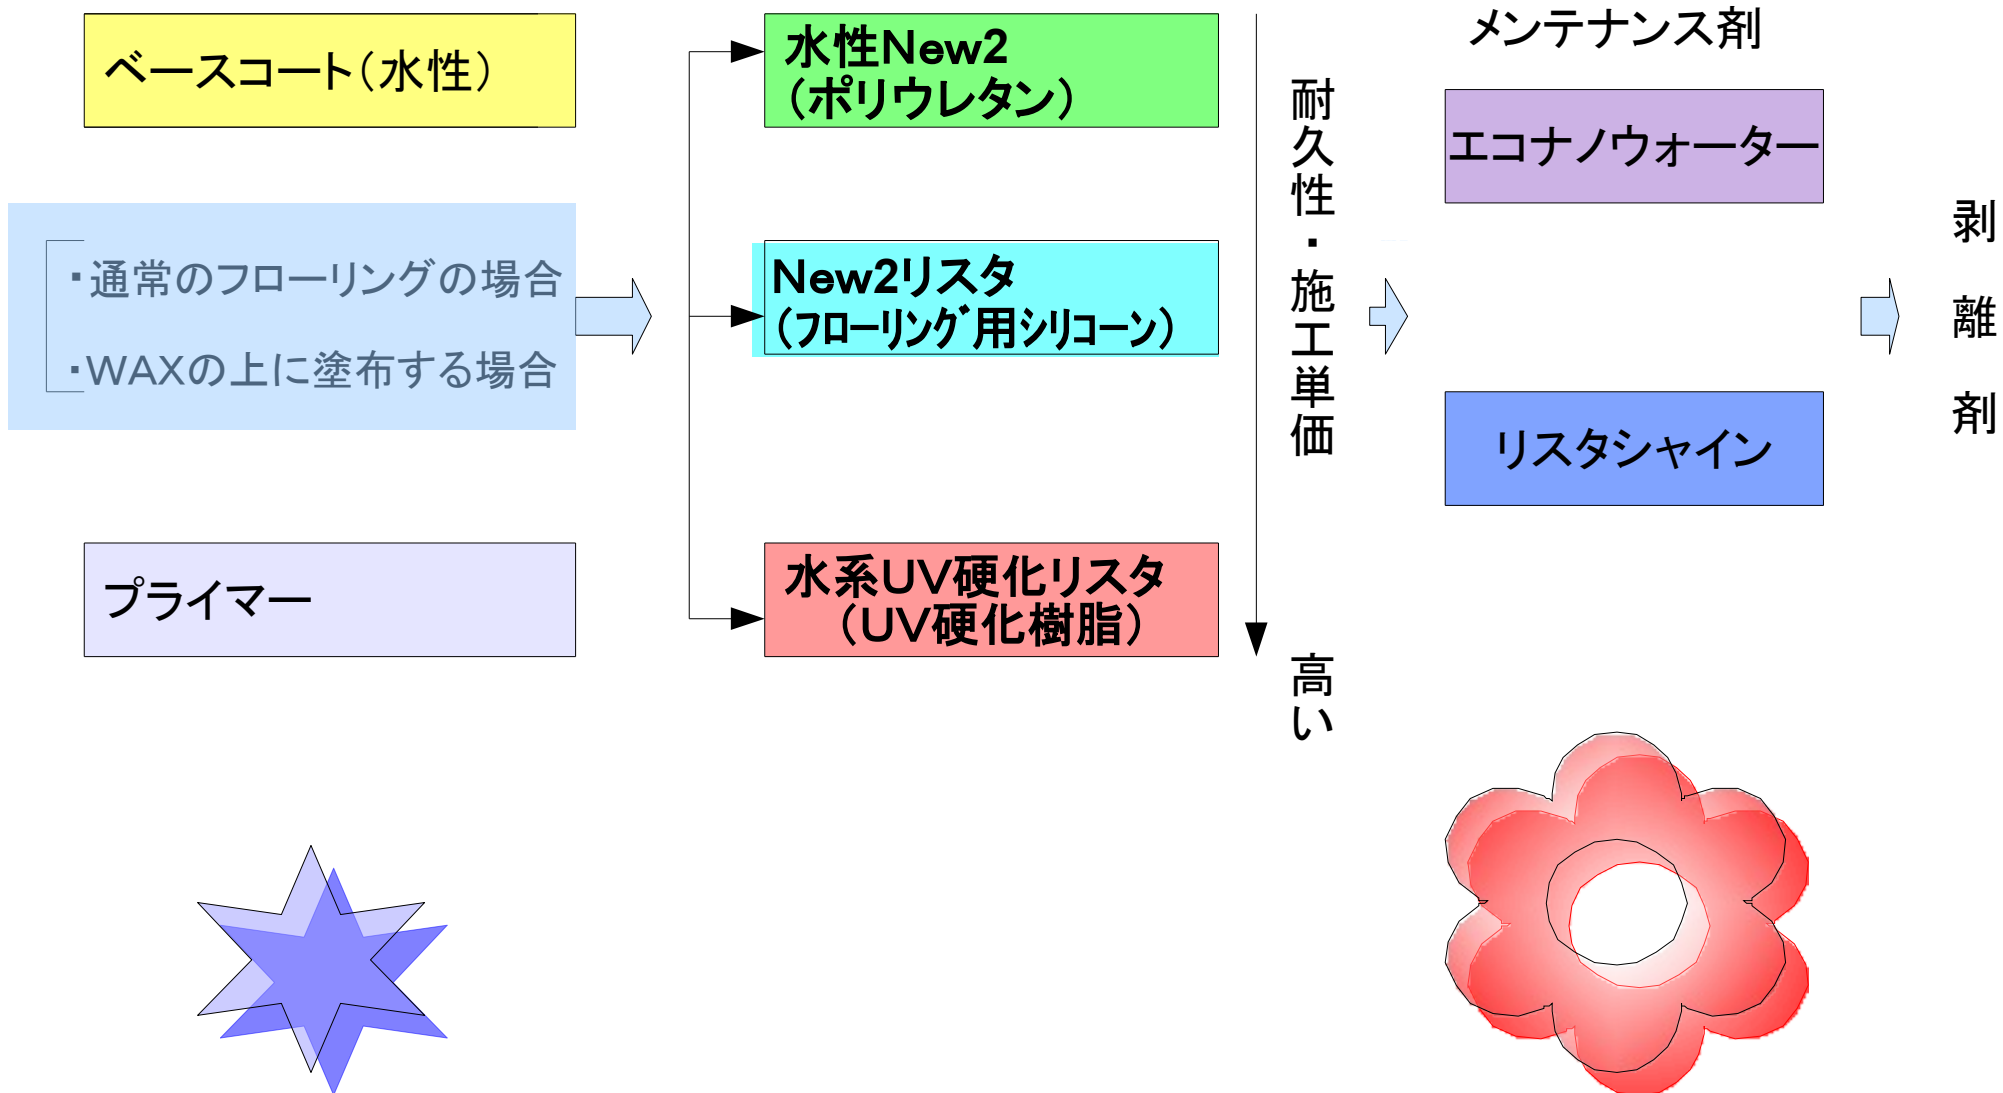 ベースコート（水性）
・通常のフローリングの場合
・WAXの上に塗布する場合
プライマー
水性New2
（ポリウレタン）
New2リスタ
（ﾌﾛｰﾘﾝｸﾞ用ｼﾘｺｰﾝ）
水系UV硬化リスタ
（UV硬化樹脂）
耐久性・施工単価
高い
メンテナンス剤
エコナノウォーター
リスタシャイン
剥離剤